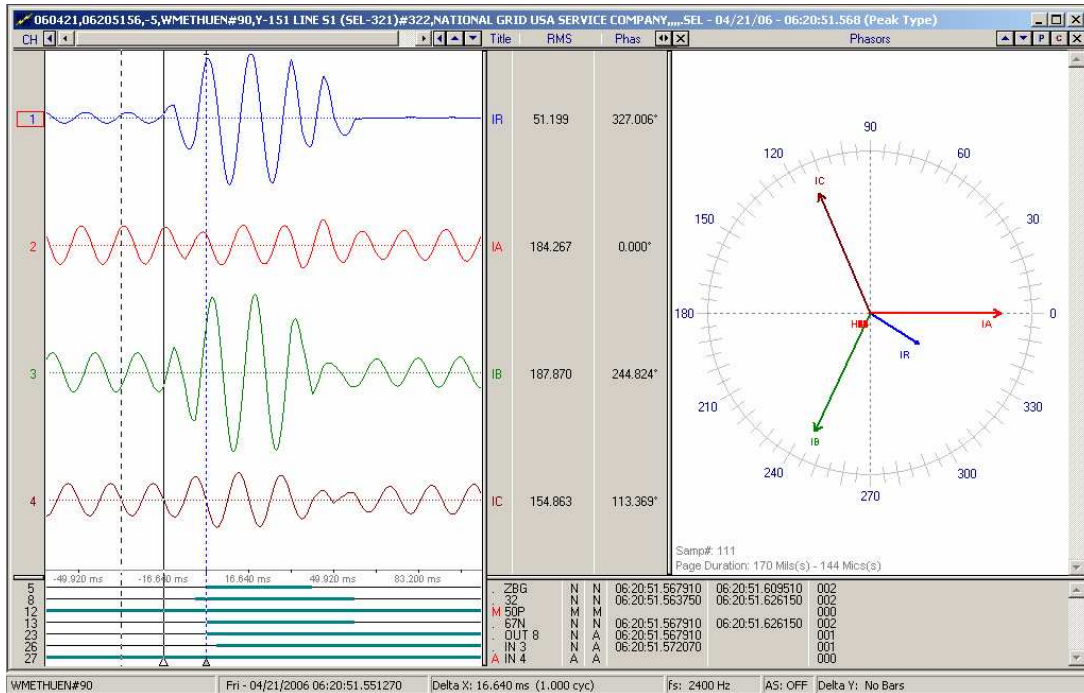 060421,06205156,-5,WMETHUEN#90,Y-151 LINE S1 (SEL-321)#322,NATIONAL GRID USA SERVICE COMPANY,,,,.SEL - 04/21/06 - 06:20:51.568 (Peak Type)
CH Title RMS Phas Phasors P C
1 IR 51.199 327.006°
2 IA 184.267 0.000°
3 IB 187.870 244.824°
4 IC 154.863 113.369°
90
120 60
IC
150 30
180 0
IA
IR
210 330
IB
240 300
270
Samp#: 111
Page Duration: 170 Mils(s) - 144 Mics(s)
-49.920 ms -16.640 ms 16.640 ms 49.920 ms 83.200 ms
5 . ZBG N N 06:20:51.567910 06:20:51.609510 002
8 . 32 N N 06:20:51.563750 06:20:51.626150 002
12 M 50P M M 000
13 . 67N N N 06:20:51.567910 06:20:51.626150 002
23 . OUT 8 N A 06:20:51.567910 001
26 . IN 3 N A 06:20:51.572070 001
27 A IN 4 A A 000
WMETHUEN#90 Fri - 04/21/2006 06:20:51.551270 Delta X: 16.640 ms (1.000 cyc) fs: 2400 Hz AS: OFF Delta Y: No Bars